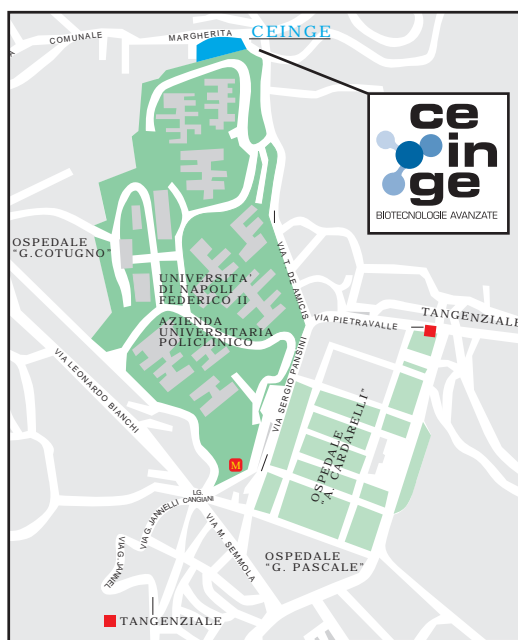 COMUNALE MARGHERITA
CEINGE
ce
in
ge
BIOTECNOLOGIE AVANZATE
OSPEDALE
"G.COTUGNO"
UNIVERSITA'
DI NAPOLI
FEDERICO II
AZIENDA
UNIVERSITARIA
POLICLINICO
VIA T. DE AMICIS
VIA PIETRAVALLE
TANGENZIALE
VIA LEONARDO BIANCHI
VIA SERGIO PANSINI
OSPEDALE
"A. CARDARELLI"
M
LG.
CANGIANI
VIA G.JANNELLI
VIA M. SEMMOLA
VIA G. JANNEL
OSPEDALE
"G. PASCALE"
TANGENZIALE